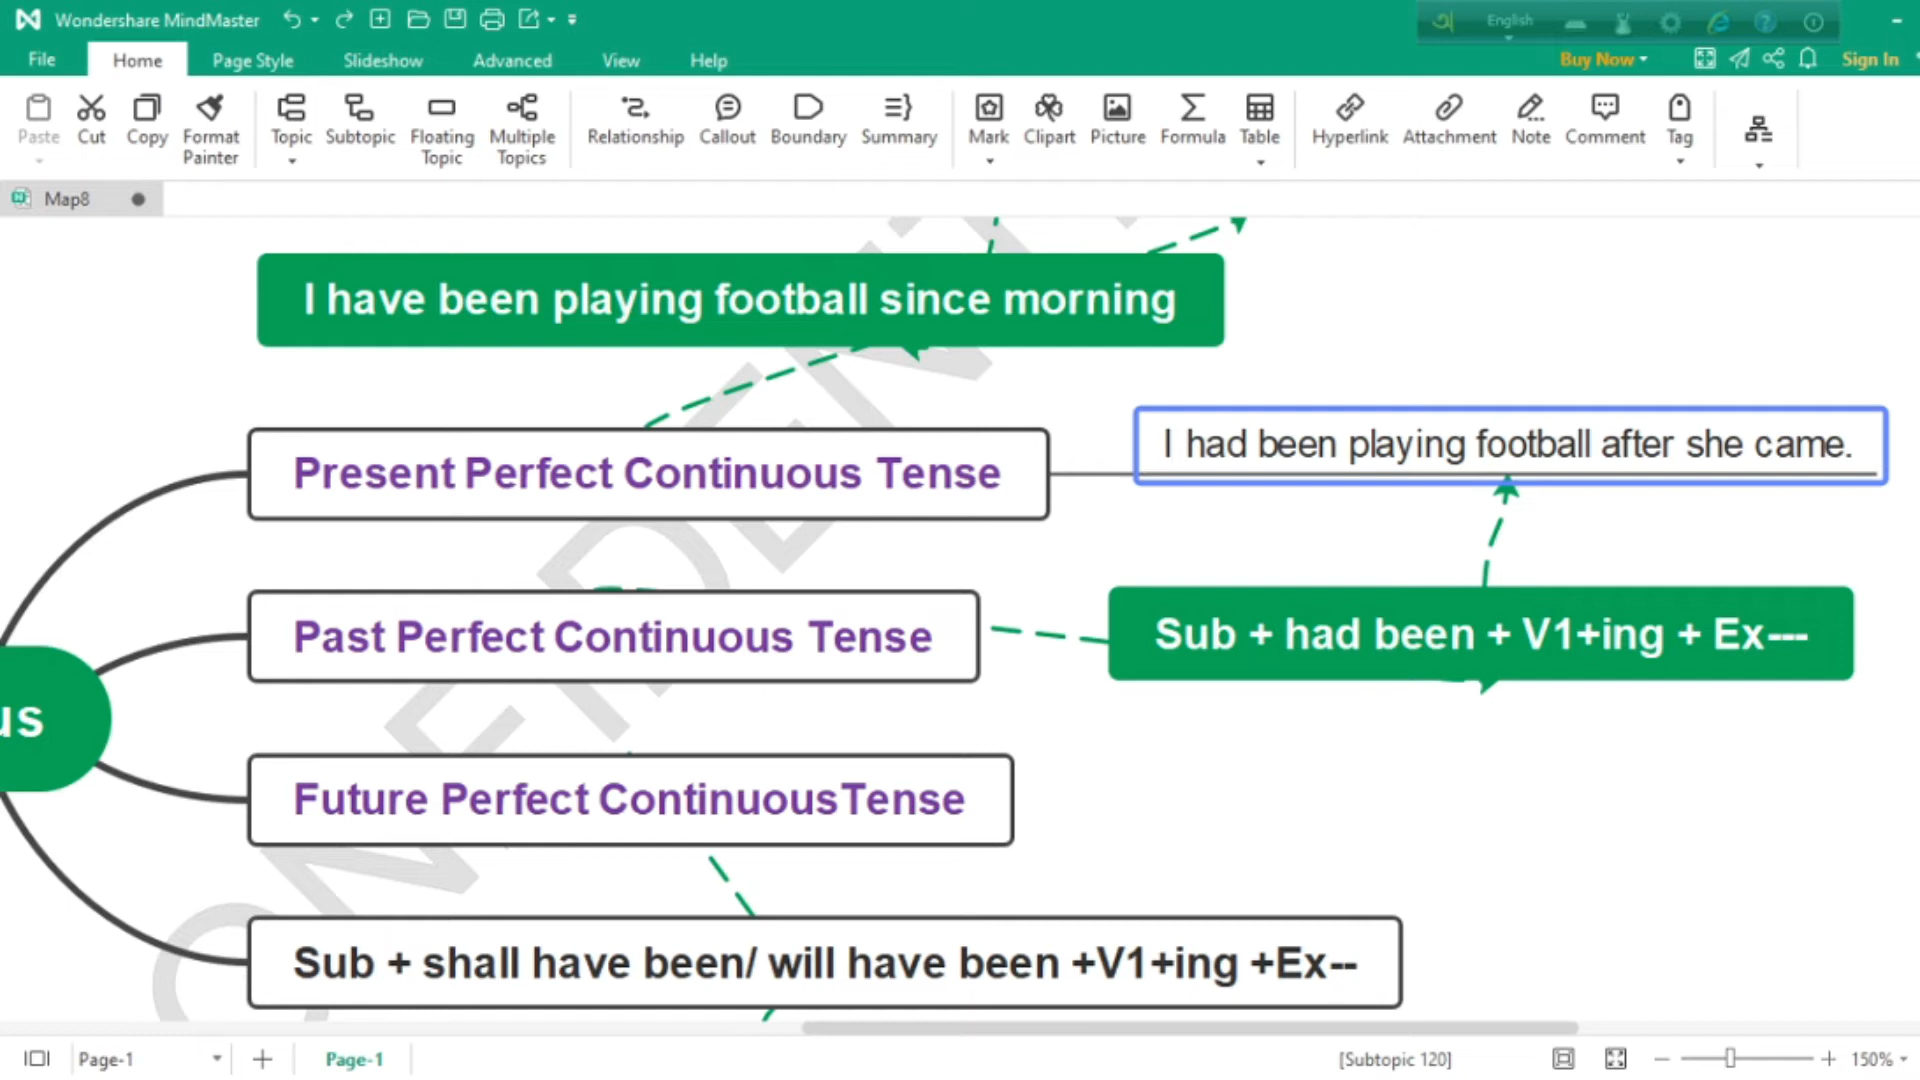 Wondershare MindMaster
English
File Home Page Style Slideshow Advanced View Help
Buy Now Sign In
Paste Cut Copy Format Painter Topic Subtopic Floating Topic Multiple Topics Relationship Callout Boundary Summary Mark Clipart Picture Formula Table Hyperlink Attachment Note Comment Tag
Map8
I have been playing football since morning
I had been playing football after she came.
Present Perfect Continuous Tense
Past Perfect Continuous Tense
Sub + had been + V1+ing + Ex---
us
Future Perfect ContinuousTense
Sub + shall have been/ will have been +V1+ing +Ex--
Page-1 Page-1 [Subtopic 120] 150%